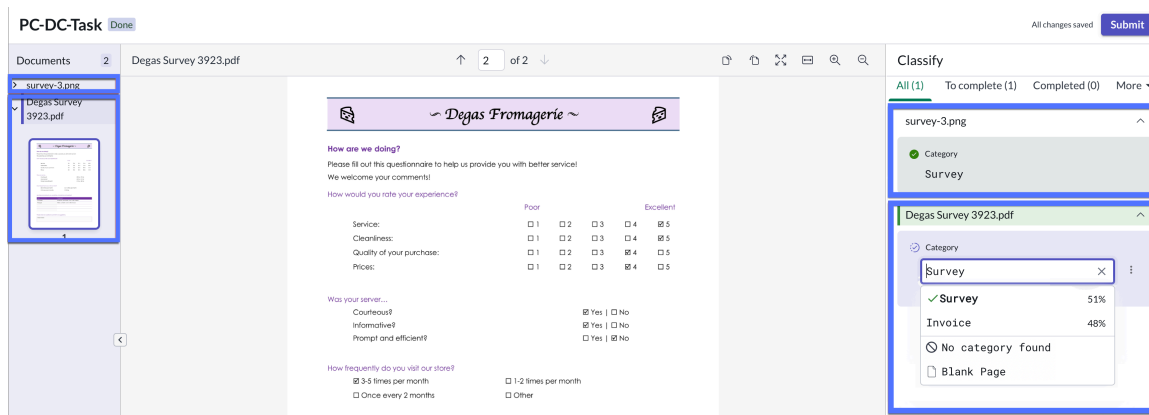 PC-DC-Task Done
All changes saved Submit
Documents 2
survey-3.png
Degas Survey
3923.pdf
1
Degas Survey 3923.pdf
2 of 2
~ Degas Fromagerie ~
How are we doing?
Please fill out this questionnaire to help us provide you with better service!
We welcome your comments!
How would you rate your experience?
Poor Excellent
Service: ☐ 1 ☐ 2 ☐ 3 ☐ 4 ☑ 5
Cleanliness: ☐ 1 ☐ 2 ☐ 3 ☐ 4 ☑ 5
Quality of your purchase: ☐ 1 ☐ 2 ☐ 3 ☑ 4 ☐ 5
Prices: ☐ 1 ☐ 2 ☐ 3 ☑ 4 ☐ 5
Was your server...
Courteous? ☑ Yes | ☐ No
Informative? ☑ Yes | ☐ No
Prompt and efficient? ☐ Yes | ☑ No
How frequently do you visit our store?
☑ 3-5 times per month ☐ 1-2 times per month
☐ Once every 2 months ☐ Other
Classify
All (1) To complete (1) Completed (0) More
survey-3.png
Category
Survey
Degas Survey 3923.pdf
Category
Survey
Survey 51%
Invoice 48%
No category found
Blank Page